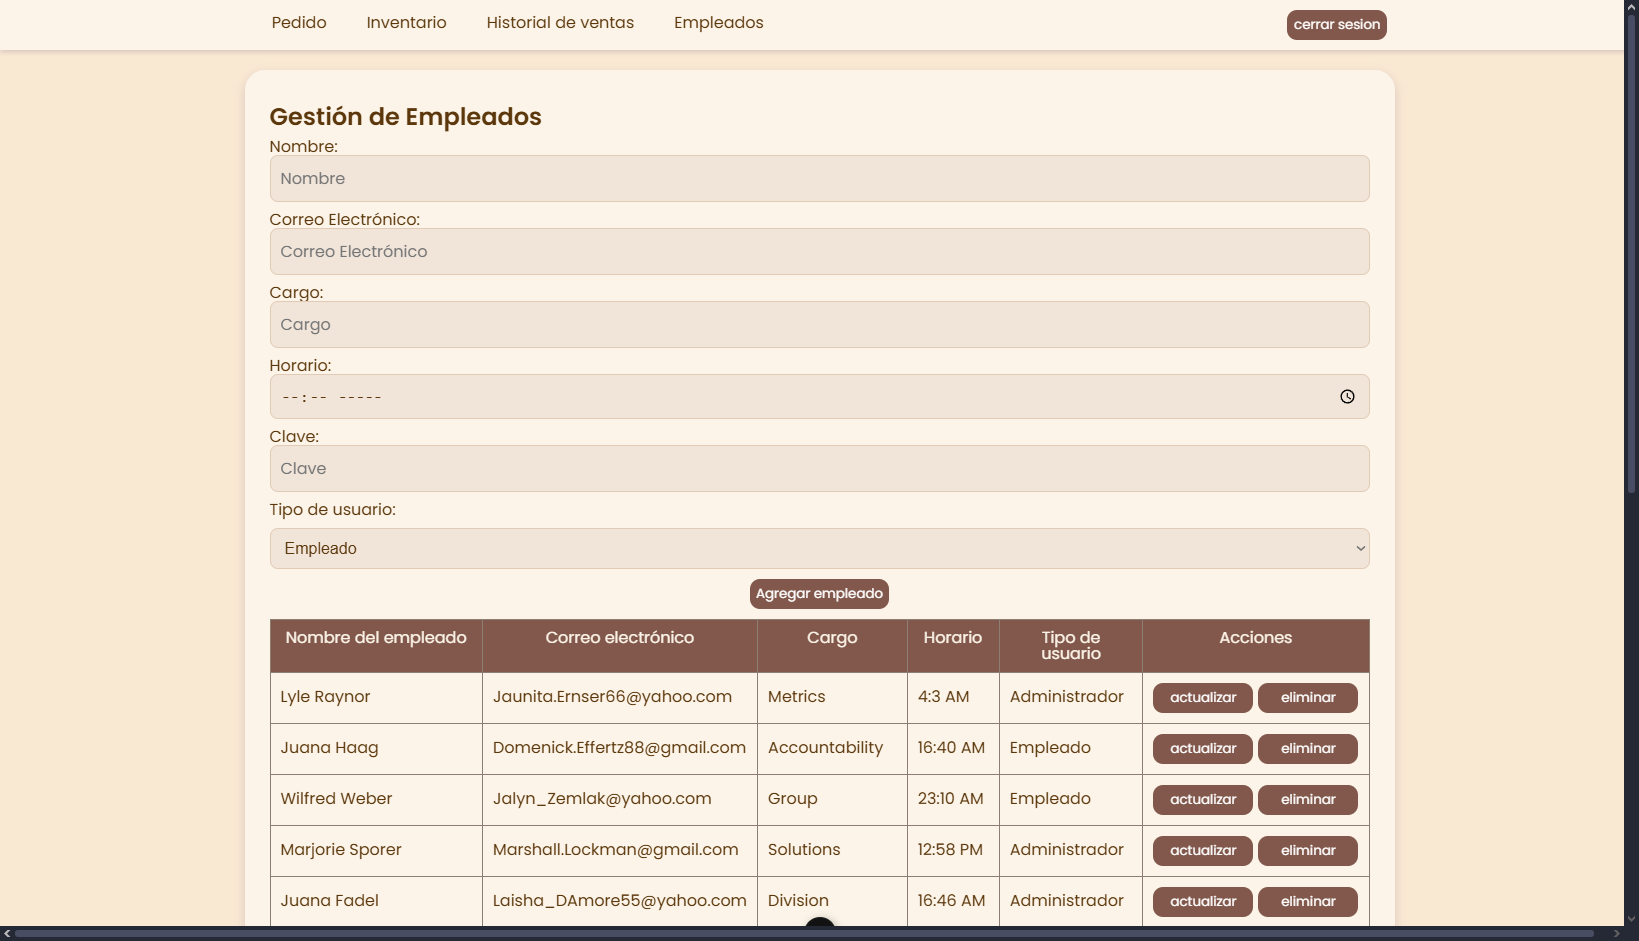 Pedido Inventario Historial de ventas Empleados cerrar sesion
Gestión de Empleados
Nombre:
Nombre
Correo Electrónico:
Correo Electrónico
Cargo:
Cargo
Horario:
--:-- -----
Clave:
Clave
Tipo de usuario:
Empleado
Agregar empleado
Nombre del empleado Correo electrónico Cargo Horario Tipo de usuario Acciones
Lyle Raynor Jaunita.Ernser66@yahoo.com Metrics 4:3 AM Administrador actualizar eliminar
Juana Haag Domenick.Effertz88@gmail.com Accountability 16:40 AM Empleado actualizar eliminar
Wilfred Weber Jalyn_Zemlak@yahoo.com Group 23:10 AM Empleado actualizar eliminar
Marjorie Sporer Marshall.Lockman@gmail.com Solutions 12:58 PM Administrador actualizar eliminar
Juana Fadel Laisha_DAmore55@yahoo.com Division 16:46 AM Administrador actualizar eliminar